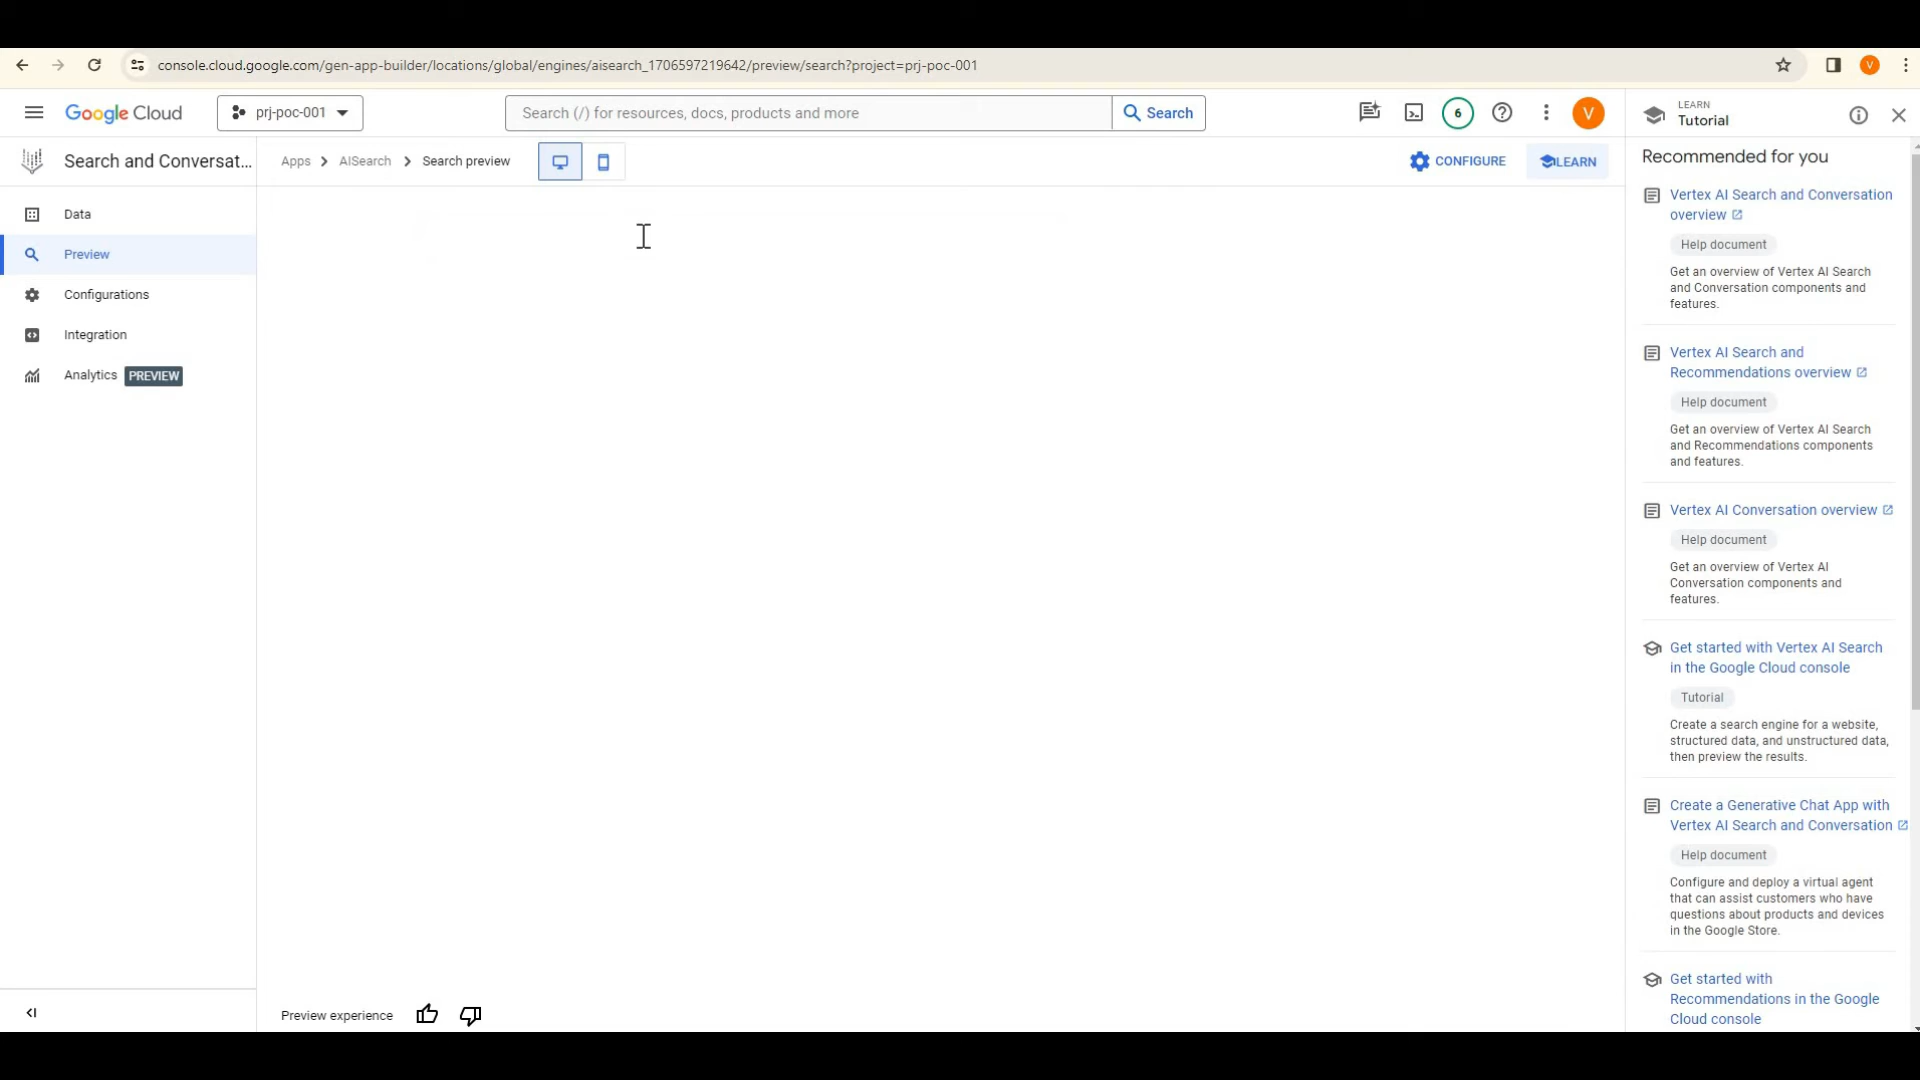 console.cloud.google.com/gen-app-builder/locations/global/engines/aisearch_1706597219642/preview/search?project=prj-poc-001
V
Google Cloud
prj-poc-001
Search (/) for resources, docs, products and more
Search
6
V
LEARN
Tutorial
Search and Conversat...
Apps
AISearch
Search preview
CONFIGURE
LEARN
Data
Preview
Configurations
Integration
Analytics PREVIEW
Preview experience
Recommended for you
Vertex AI Search and Conversation
overview
Help document
Get an overview of Vertex AI Search
and Conversation components and
features.
Vertex AI Search and
Recommendations overview
Help document
Get an overview of Vertex AI Search
and Recommendations components
and features.
Vertex AI Conversation overview
Help document
Get an overview of Vertex AI
Conversation components and
features.
Get started with Vertex AI Search
in the Google Cloud console
Tutorial
Create a search engine for a website,
structured data, and unstructured data,
then preview the results.
Create a Generative Chat App with
Vertex AI Search and Conversation
Help document
Configure and deploy a virtual agent
that can assist customers who have
questions about products and devices
in the Google Store.
Get started with
Recommendations in the Google
Cloud console